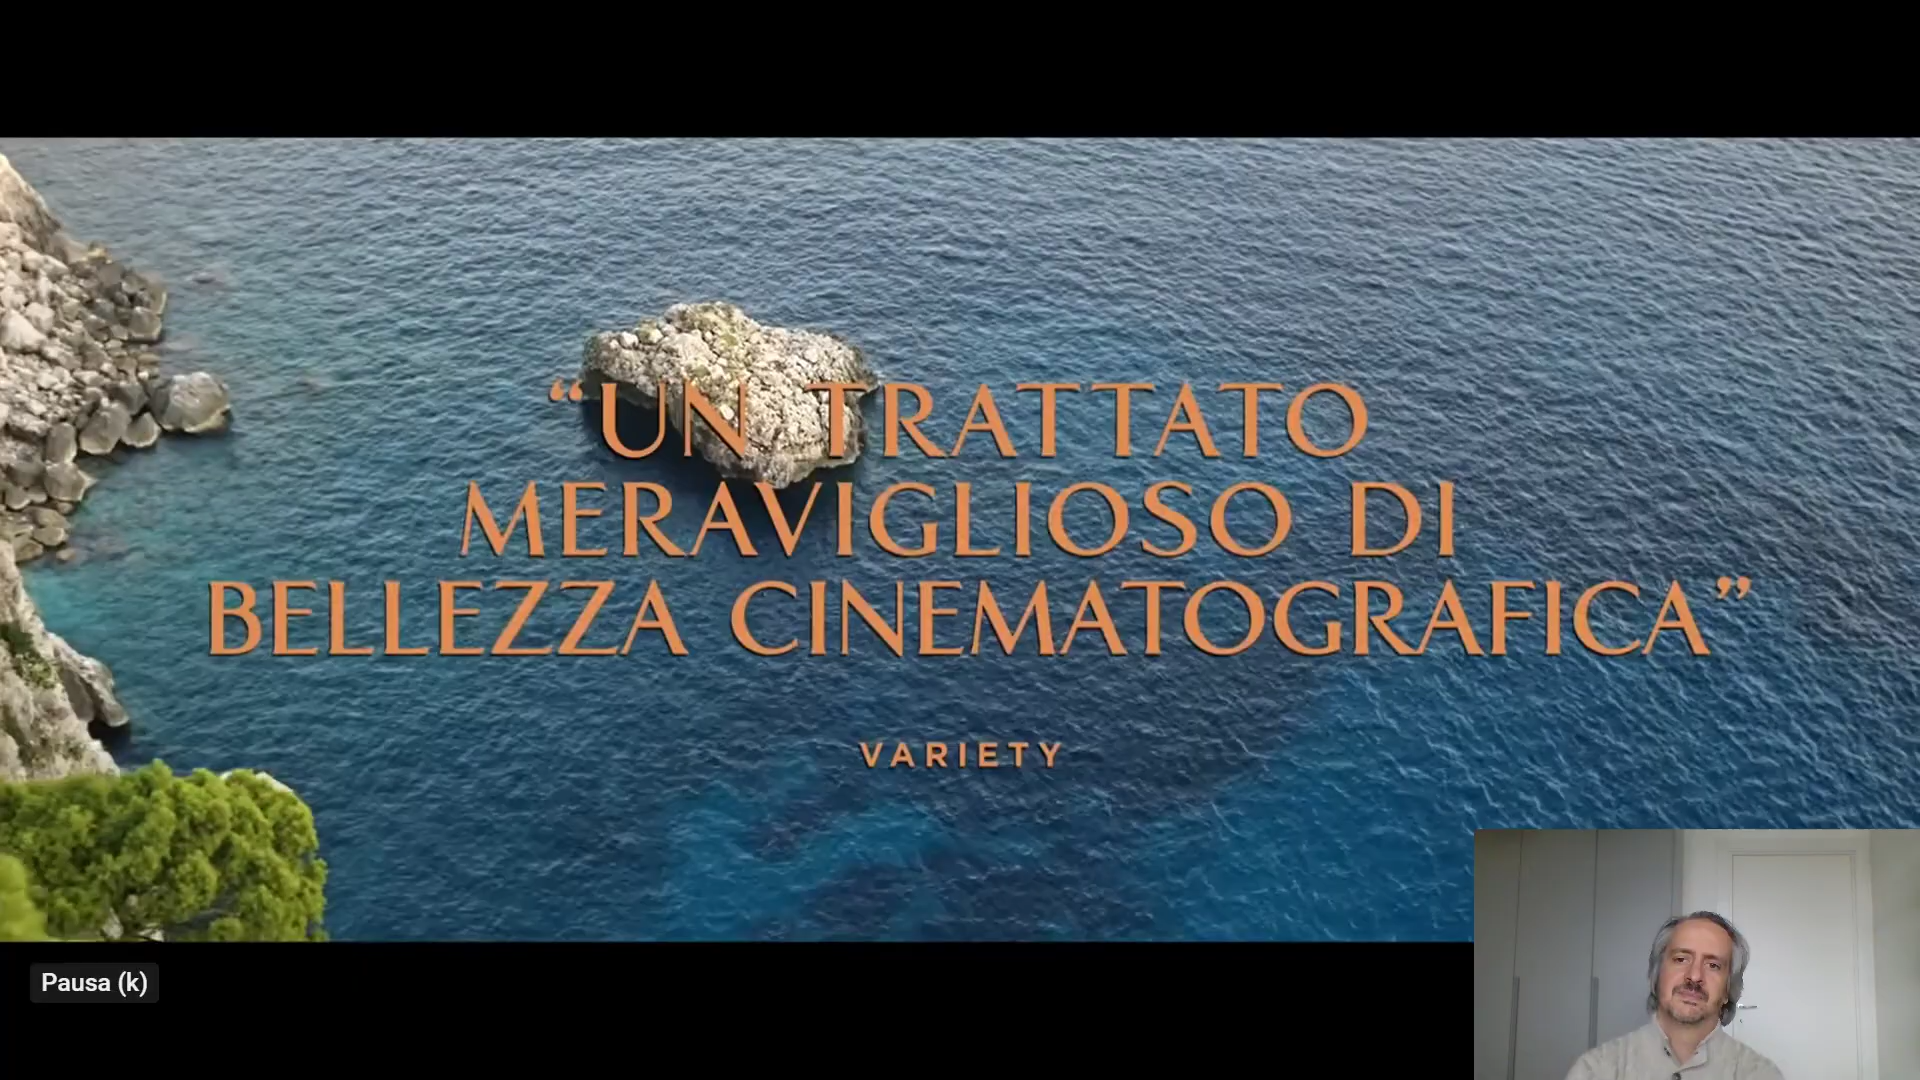 “UN TRATTATO
MERAVIGLIOSO DI
BELLEZZA CINEMATOGRAFICA”
VARIETY
Pausa (k)